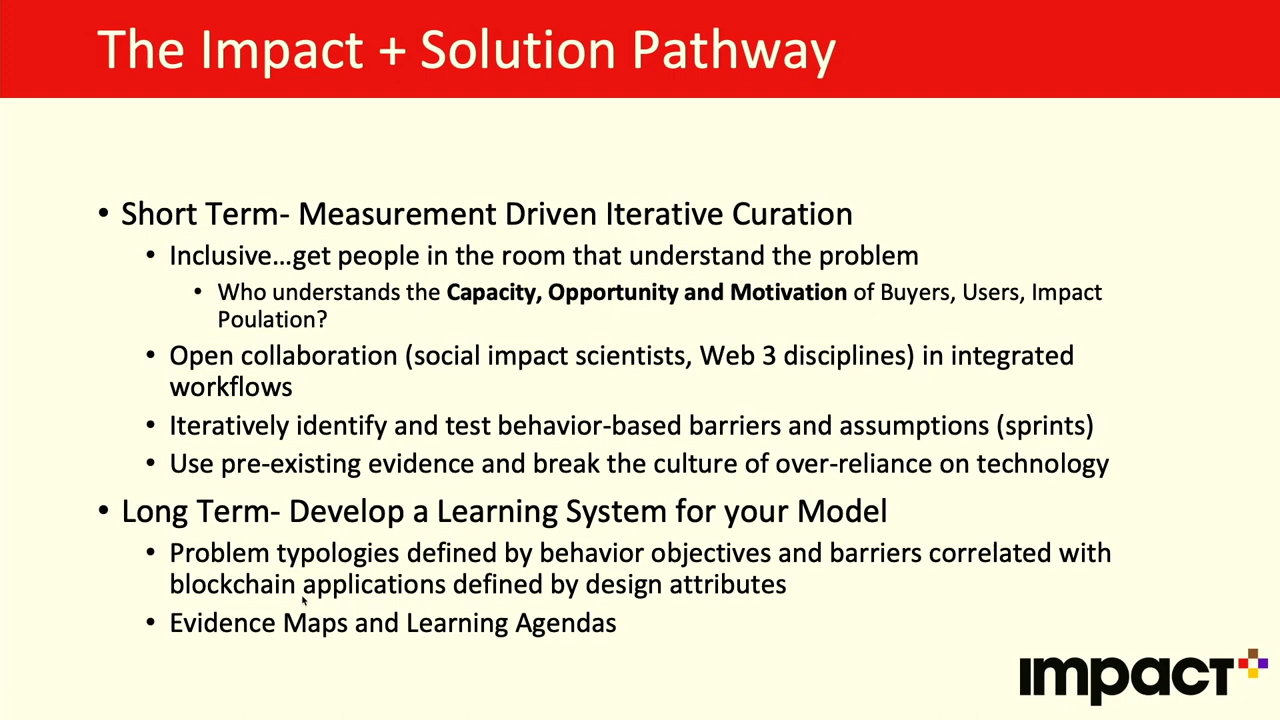 The Impact + Solution Pathway
• Short Term- Measurement Driven Iterative Curation
• Inclusive…get people in the room that understand the problem
• Who understands the Capacity, Opportunity and Motivation of Buyers, Users, Impact
Poulation?
• Open collaboration (social impact scientists, Web 3 disciplines) in integrated
workflows
• Iteratively identify and test behavior-based barriers and assumptions (sprints)
• Use pre-existing evidence and break the culture of over-reliance on technology
• Long Term- Develop a Learning System for your Model
• Problem typologies defined by behavior objectives and barriers correlated with
blockchain applications defined by design attributes
• Evidence Maps and Learning Agendas
impact+